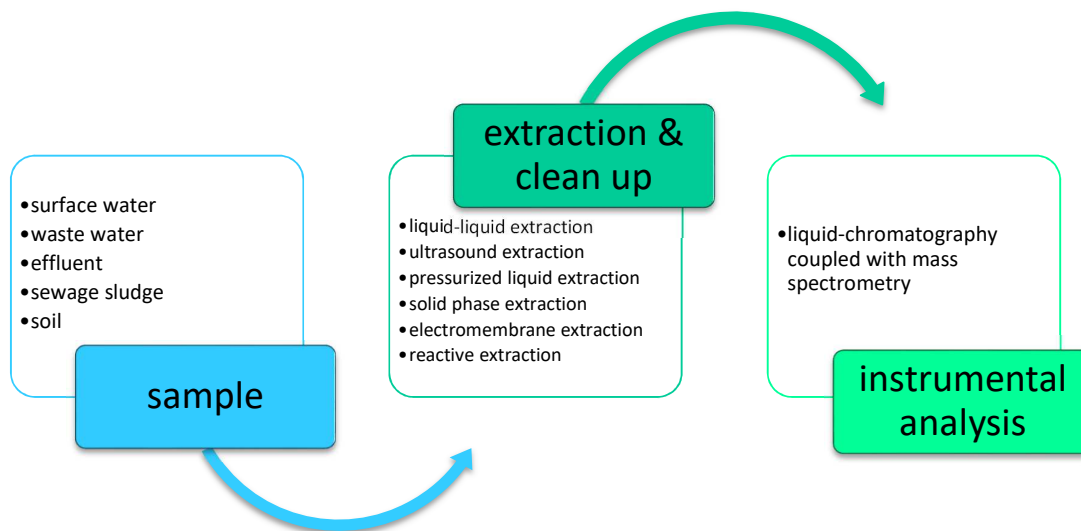 •surface water
•waste water
•effluent
•sewage sludge
•soil
sample
extraction &
clean up
•liquid-liquid extraction
•ultrasound extraction
•pressurized liquid extraction
•solid phase extraction
•electromembrane extraction
•reactive extraction
•liquid-chromatography
coupled with mass
spectrometry
instrumental
analysis